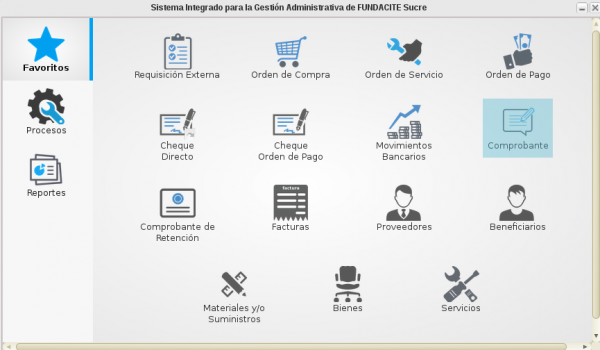 Sistema Integrado para la Gestión Administrativa de FUNDACITE Sucre
Favoritos
Procesos
Reportes
Requisición Externa
Orden de Compra
Orden de Servicio
Orden de Pago
Cheque
Directo
Cheque
Orden de Pago
Movimientos
Bancarios
Comprobante
Comprobante de
Retención
factura
Facturas
Proveedores
Beneficiarios
Materiales y/o
Suministros
Bienes
Servicios